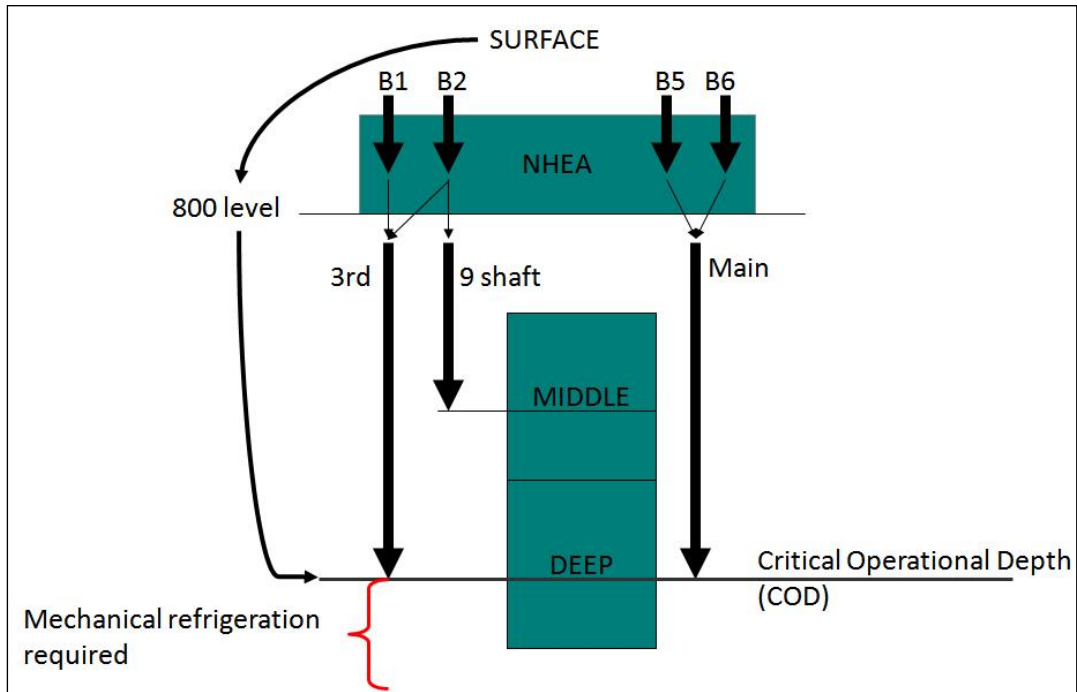 SURFACE
B1 B2 B5 B6
NHEA
800 level
3rd 9 shaft Main
MIDDLE
DEEP
Critical Operational Depth
(COD)
Mechanical refrigeration
required